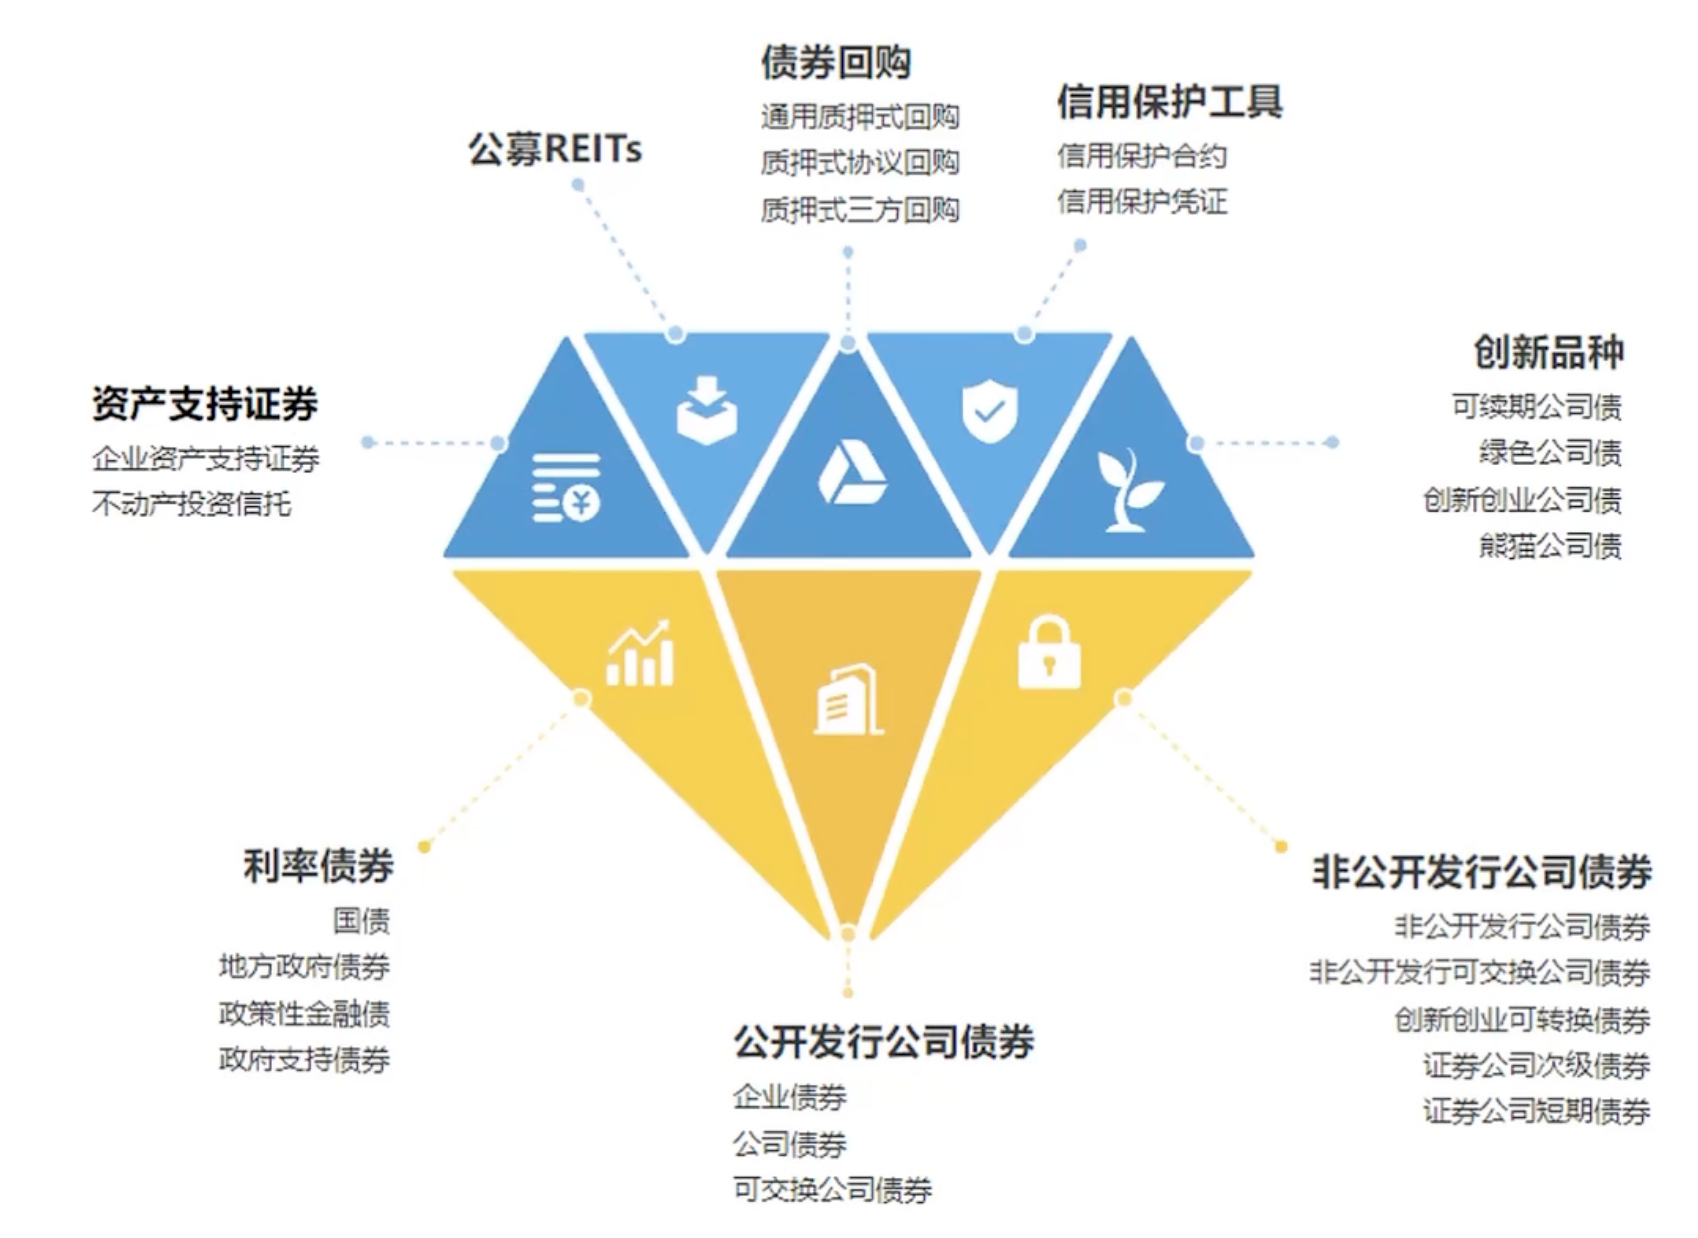 债券回购
通用质押式回购
质押式协议回购
质押式三方回购
信用保护工具
信用保护合约
信用保护凭证
公募REITs
创新品种
可续期公司债
绿色公司债
创新创业公司债
熊猫公司债
资产支持证券
企业资产支持证券
不动产投资信托
¥
利率债券
国债
地方政府债券
政策性金融债
政府支持债券
非公开发行公司债券
非公开发行公司债券
非公开发行可交换公司债券
创新创业可转换债券
证券公司次级债券
证券公司短期债券
公开发行公司债券
企业债券
公司债券
可交换公司债券